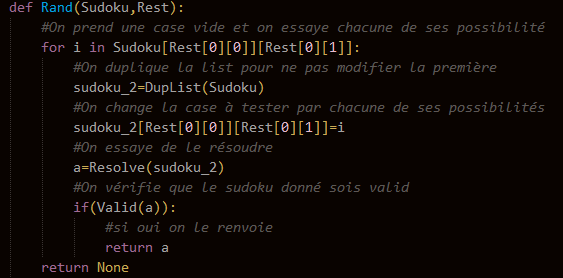 def Rand(Sudoku,Rest):
#On prend une case vide et on essaye chacune de ses possibilité
for i in Sudoku[Rest[0][0]][Rest[0][1]]:
#On duplique la list pour ne pas modifier la première
sudoku_2=DupList(Sudoku)
#On change la case à tester par chacune de ses possibilités
sudoku_2[Rest[0][0]][Rest[0][1]]=i
#On essaye de le résoudre
a=Resolve(sudoku_2)
#On vérifie que le sudoku donné sois valid
if(Valid(a)):
#si oui on le renvoie
return a
return None